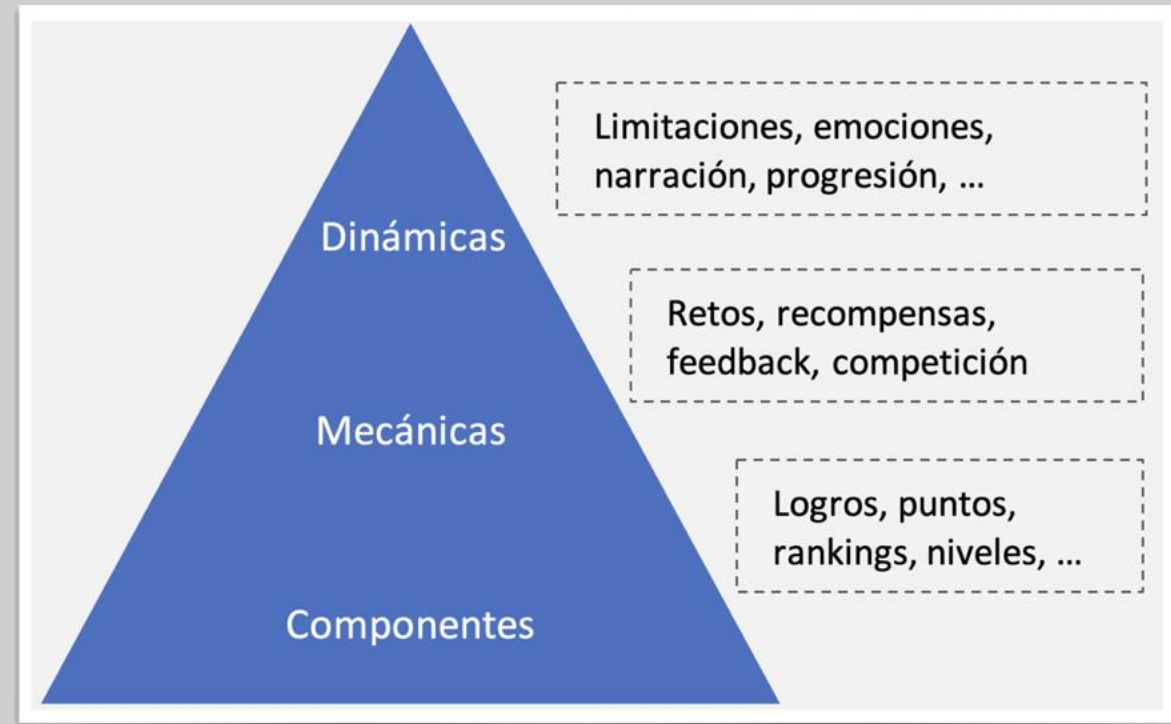 Limitaciones, emociones,
narración, progresión, ...
Dinámicas
Retos, recompensas,
feedback, competición
Mecánicas
Logros, puntos,
rankings, niveles, ...
Componentes